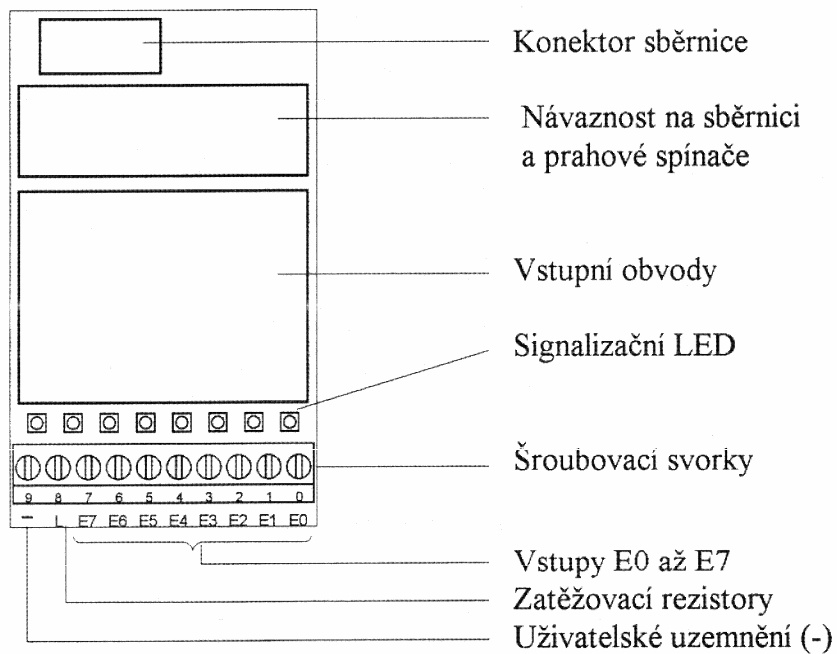 Konektor sběrnice
Návaznost na sběrnici
a prahové spínače
Vstupní obvody
Signalizační LED
Šroubovací svorky
9 8 7 6 5 4 3 2 1 0
– L E7 E6 E5 E4 E3 E2 E1 E0
Vstupy E0 až E7
Zatěžovací rezistory
Uživatelské uzemnění (-)